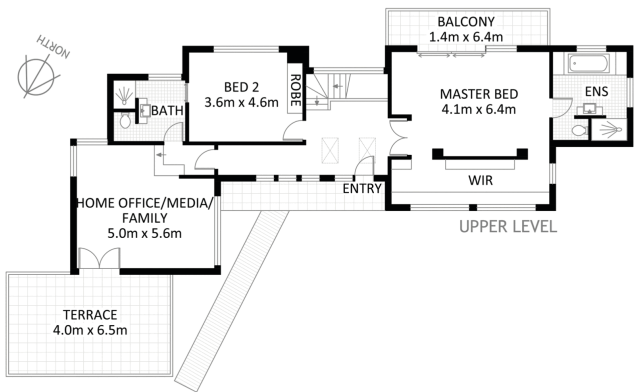 BALCONY
1.4m x 6.4m
NORTH
BED 2
3.6m x 4.6m
ROBE
MASTER BED
4.1m x 6.4m
ENS
BATH
WIR
ENTRY
HOME OFFICE/MEDIA/
FAMILY
5.0m x 5.6m
UPPER LEVEL
TERRACE
4.0m x 6.5m